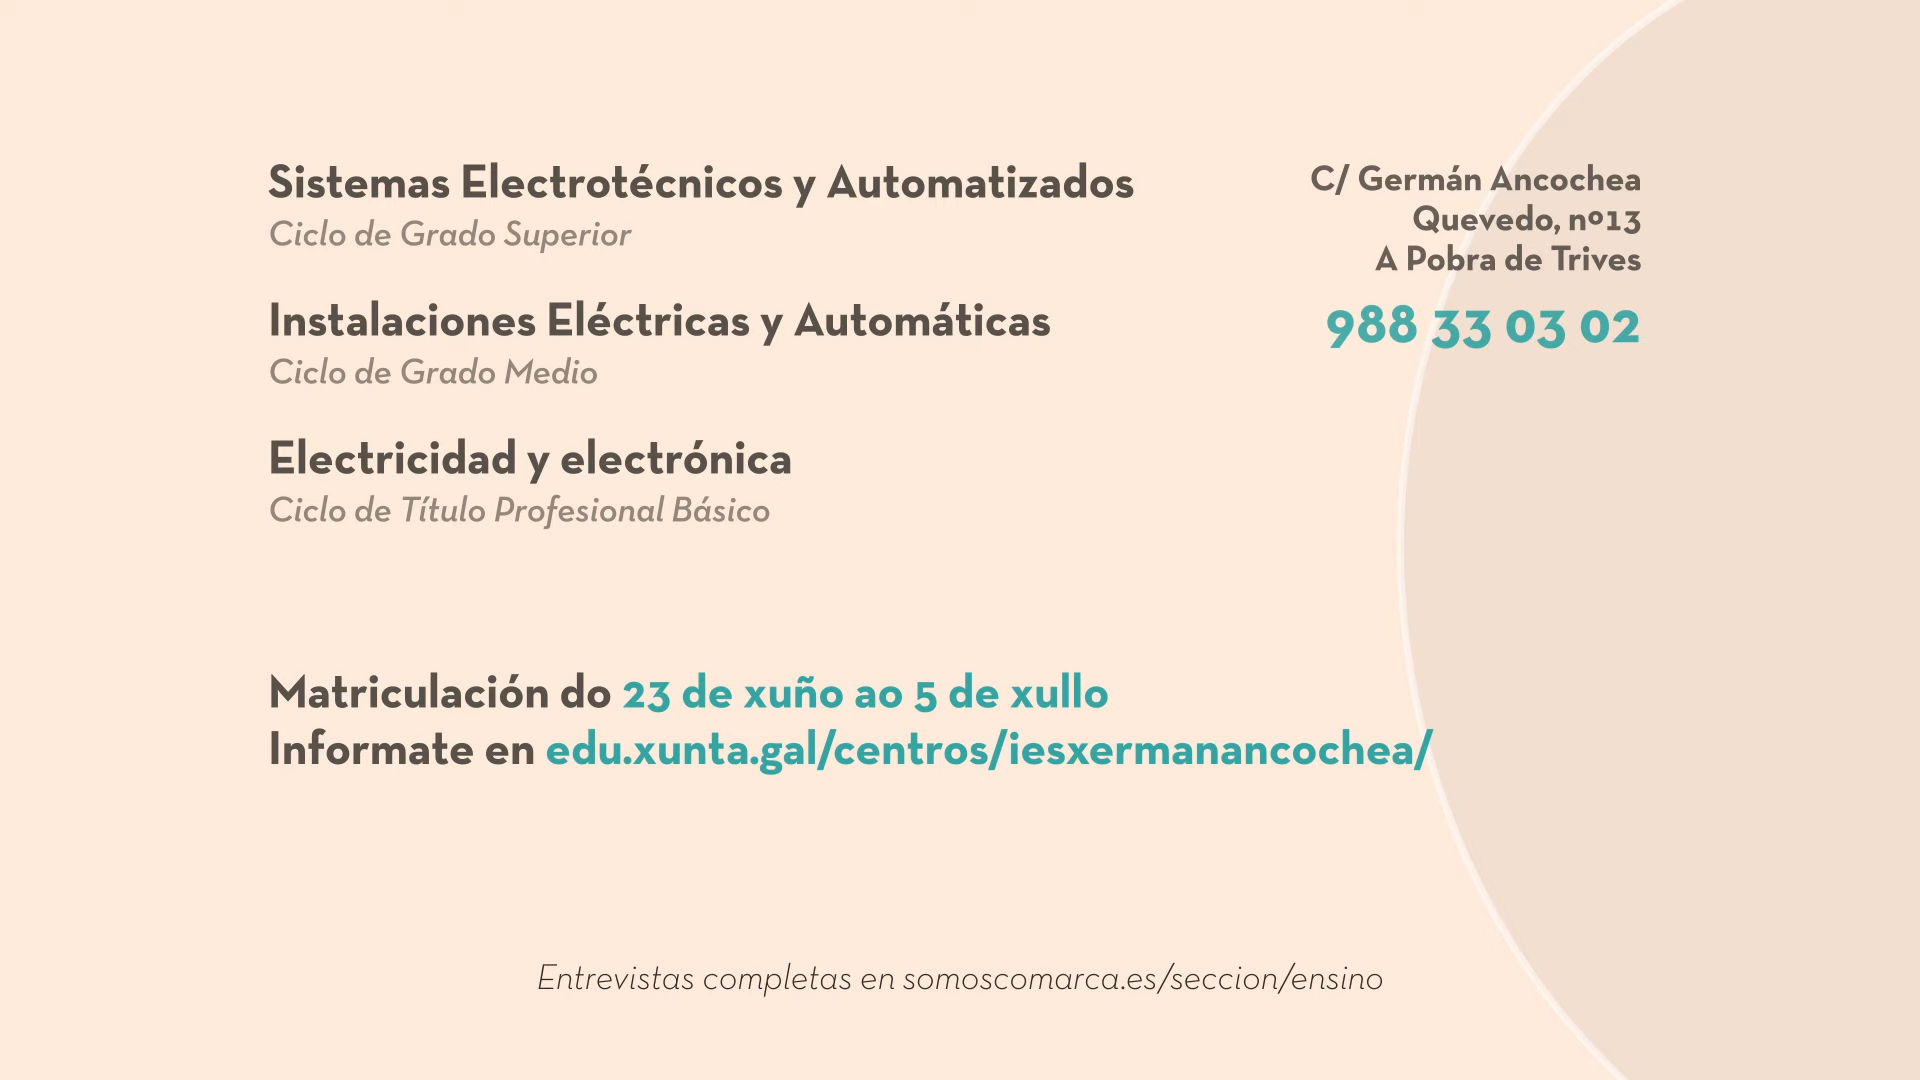 Sistemas Electrotécnicos y Automatizados
Ciclo de Grado Superior
Instalaciones Eléctricas y Automáticas
Ciclo de Grado Medio
Electricidad y electrónica
Ciclo de Título Profesional Básico
C/ Germán Ancochea
Quevedo, nº13
A Pobra de Trives
988 33 03 02
Matriculación do 23 de xuño ao 5 de xullo
Informate en edu.xunta.gal/centros/iesxermanancochea/
Entrevistas completas en somoscomarca.es/seccion/ensino